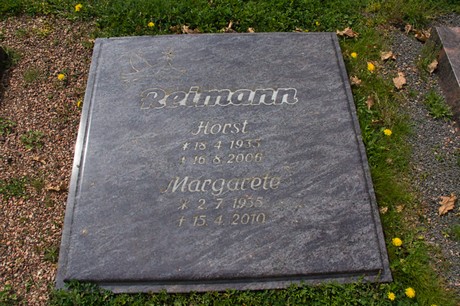 Reimann
Horst
* 18.4.1933
† 16.8.2006
Margarete
* 2.7.1935
† 15.4.2010